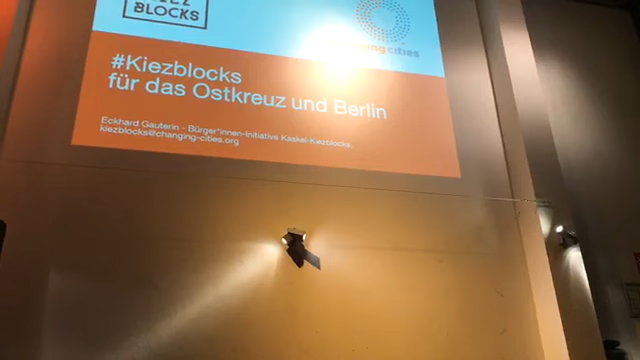 KIEZ
BLOCKS
changing cities
#Kiezblocks
für das Ostkreuz und Berlin
Eckhard Gauterin - Bürger*innen-Initiative Kaskel-Kiezblocks,
kiezblocks@changing-cities.org